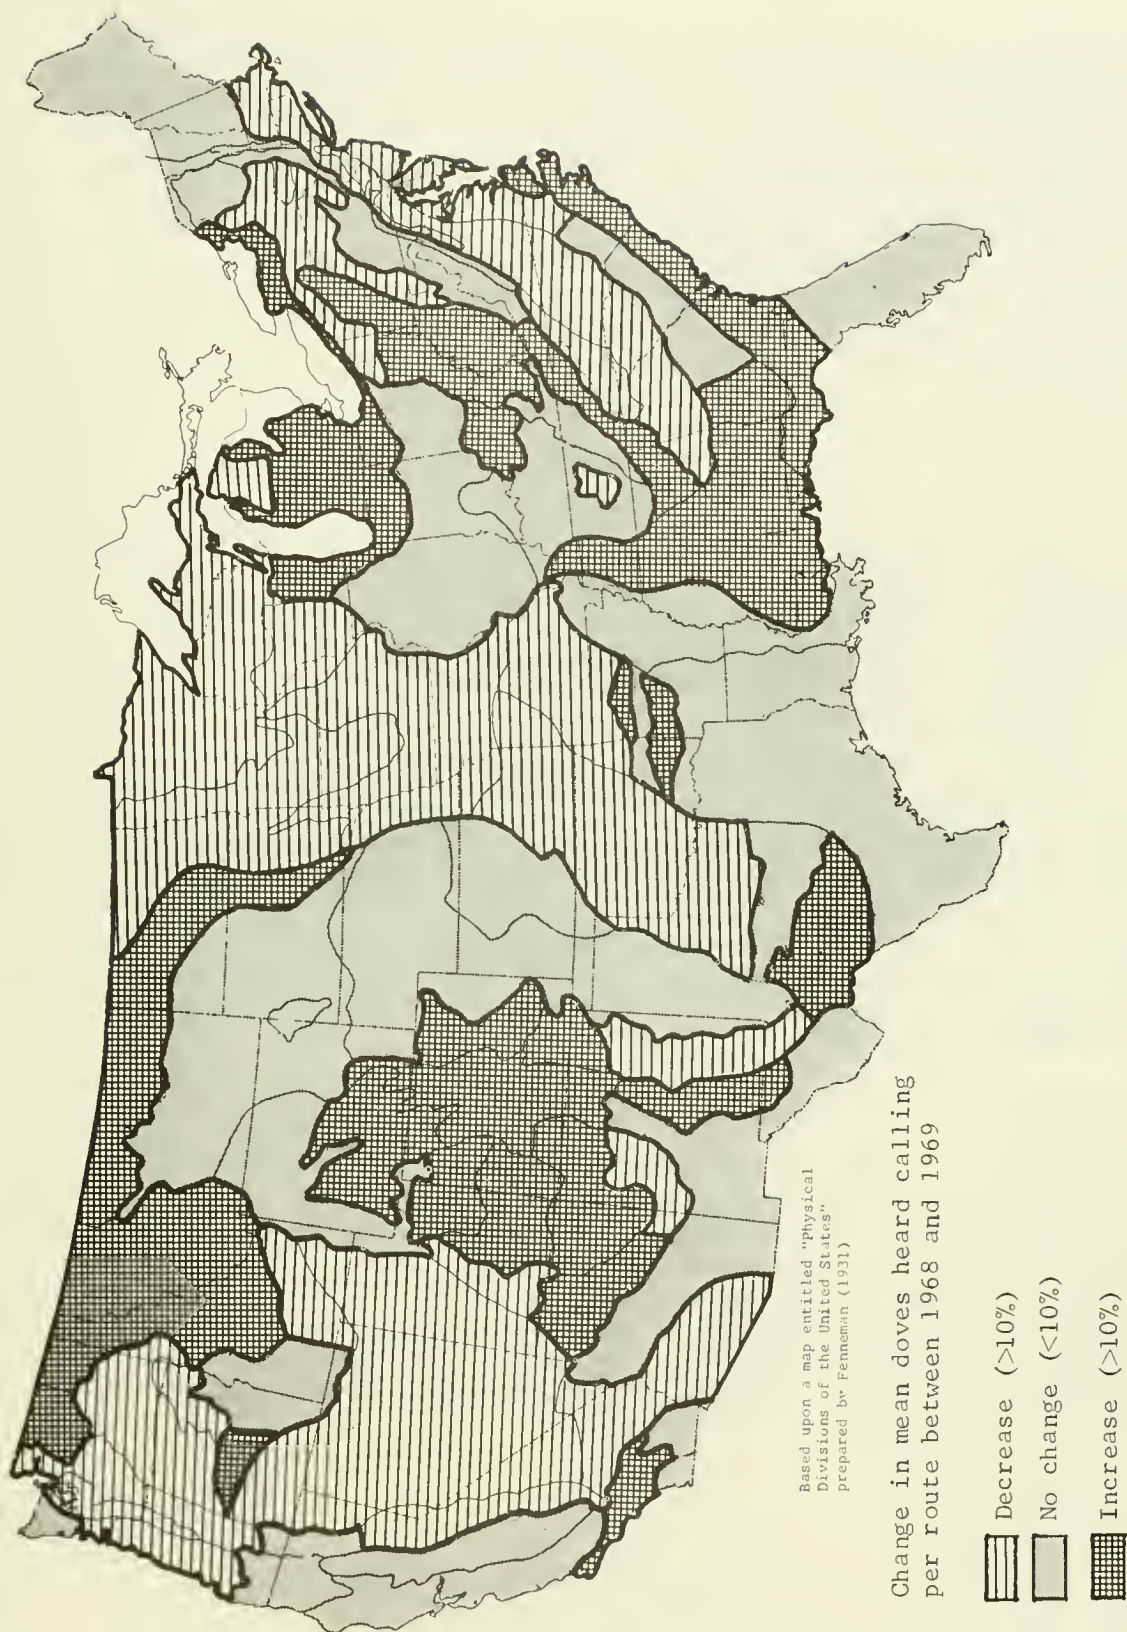 Based upon a map entitled "Physical
Divisions of the United States"
prepared by Fenneman (1931)
Change in mean doves heard calling
per route between 1968 and 1969
Decrease (>10%)
No change (<10%)
Increase (>10%)